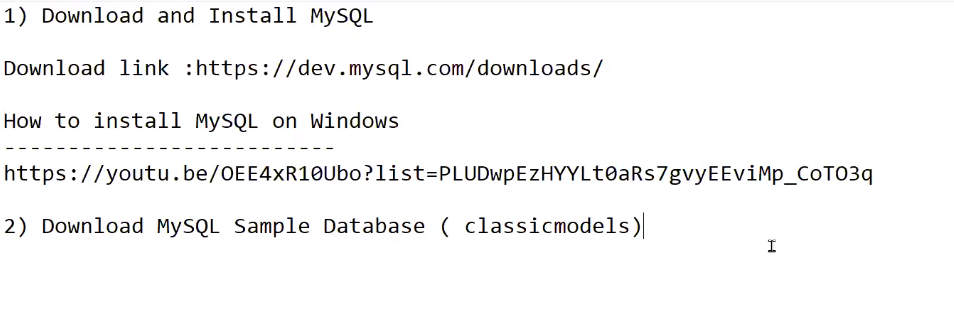 1) Download and Install MySQL
Download link :https://dev.mysql.com/downloads/
How to install MySQL on Windows
--------------------------
https://youtu.be/OEE4xR10Ubo?list=PLUDwpEzHYYLt0aRs7gvyEEviMp_CoTO3q
2) Download MySQL Sample Database ( classicmodels)